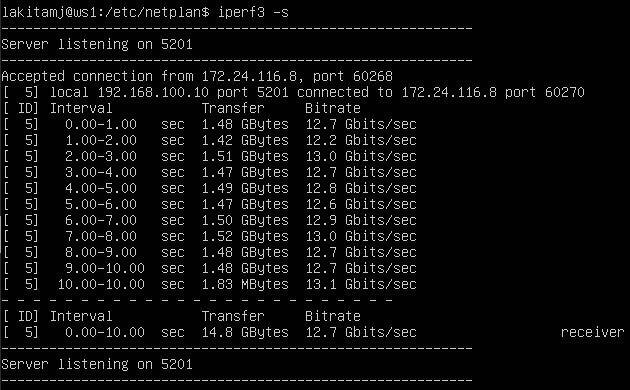 lakitamj@ws1:/etc/netplan$ iperf3 -s
-----------------------------------------------------------
Server listening on 5201
-----------------------------------------------------------
Accepted connection from 172.24.116.8, port 60268
[  5] local 192.168.100.10 port 5201 connected to 172.24.116.8 port 60270
[ ID] Interval           Transfer     Bitrate
[  5]   0.00-1.00   sec  1.48 GBytes  12.7 Gbits/sec
[  5]   1.00-2.00   sec  1.42 GBytes  12.2 Gbits/sec
[  5]   2.00-3.00   sec  1.51 GBytes  13.0 Gbits/sec
[  5]   3.00-4.00   sec  1.47 GBytes  12.7 Gbits/sec
[  5]   4.00-5.00   sec  1.49 GBytes  12.8 Gbits/sec
[  5]   5.00-6.00   sec  1.47 GBytes  12.6 Gbits/sec
[  5]   6.00-7.00   sec  1.50 GBytes  12.9 Gbits/sec
[  5]   7.00-8.00   sec  1.52 GBytes  13.0 Gbits/sec
[  5]   8.00-9.00   sec  1.48 GBytes  12.7 Gbits/sec
[  5]   9.00-10.00  sec  1.48 GBytes  12.7 Gbits/sec
[  5]  10.00-10.00  sec  1.83 MBytes  13.1 Gbits/sec
- - - - - - - - - - - - - - - - - - - - - - - - -
[ ID] Interval           Transfer     Bitrate
[  5]   0.00-10.00  sec  14.8 GBytes  12.7 Gbits/sec                  receiver
-----------------------------------------------------------
Server listening on 5201
-----------------------------------------------------------